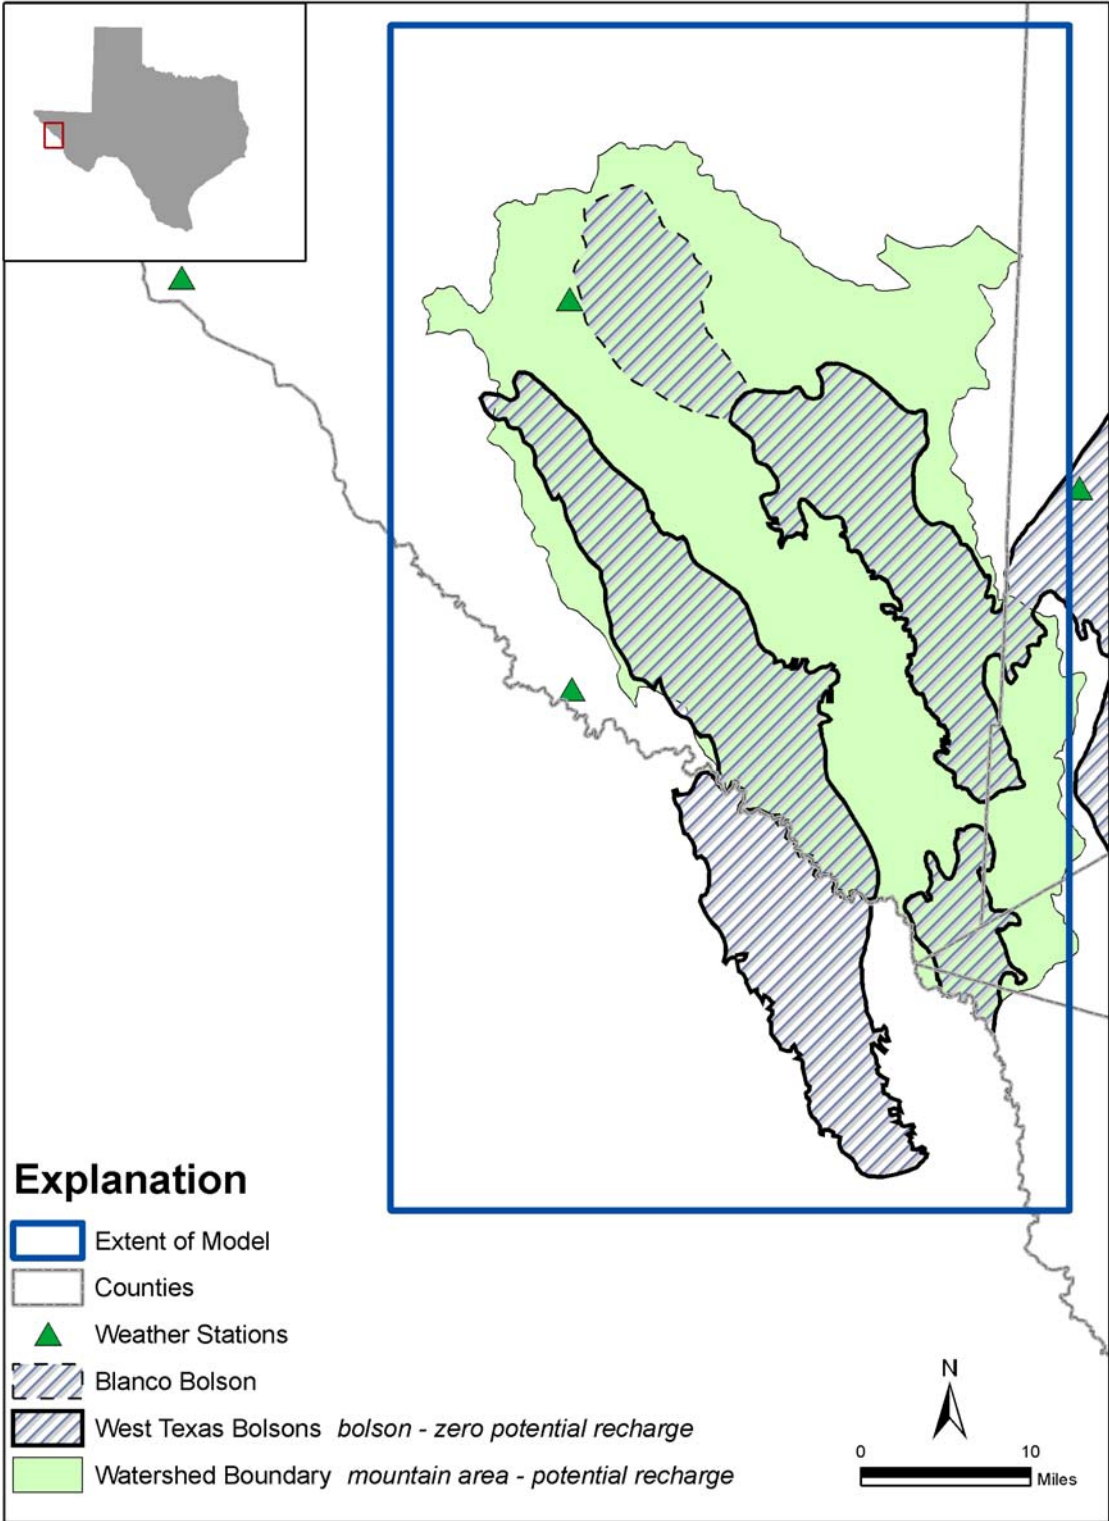 Explanation
Extent of Model
Counties
Weather Stations
Blanco Bolson
West Texas Bolsons bolson - zero potential recharge
Watershed Boundary mountain area - potential recharge
N
0 10
Miles